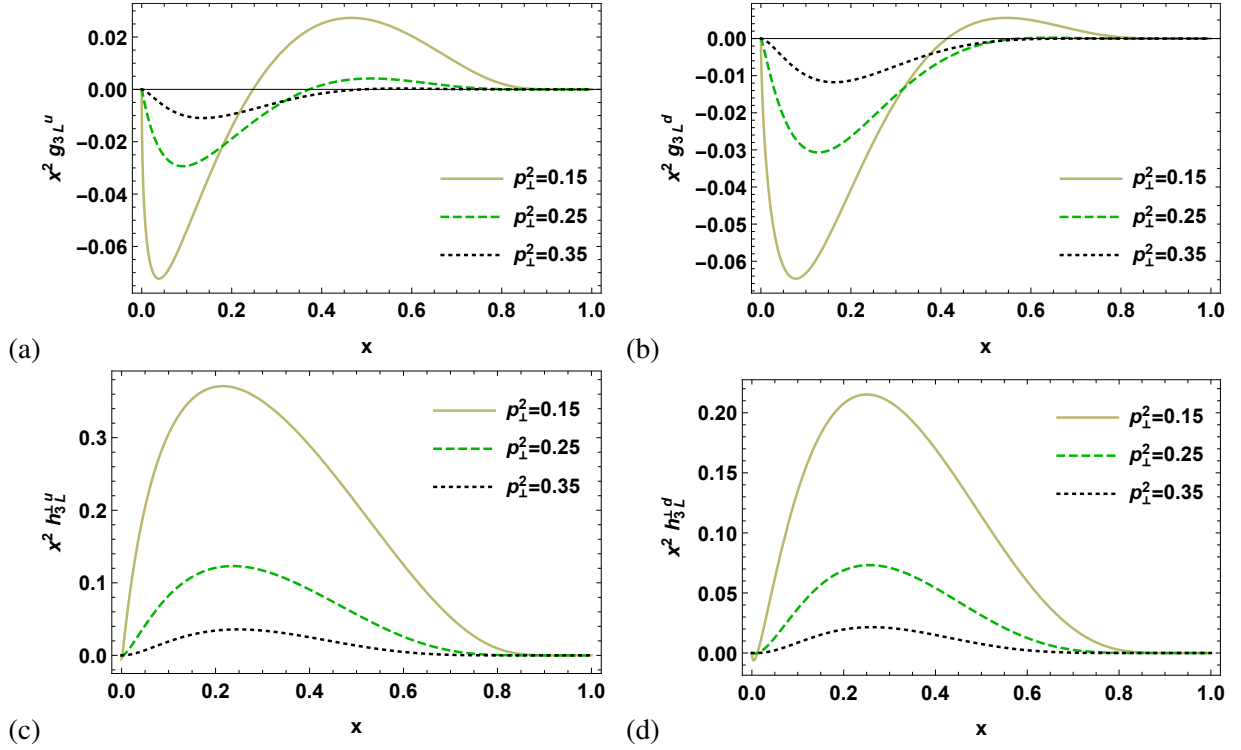 x² g₃L^u
0.02
0.00
−0.02
−0.04
−0.06
p⊥²=0.15
p⊥²=0.25
p⊥²=0.35
0.0 0.2 0.4 0.6 0.8 1.0
x
(a)
x² g₃L^d
0.00
−0.01
−0.02
−0.03
−0.04
−0.05
−0.06
p⊥²=0.15
p⊥²=0.25
p⊥²=0.35
0.0 0.2 0.4 0.6 0.8 1.0
x
(b)
x² h₃L^⊥u
0.3
0.2
0.1
0.0
p⊥²=0.15
p⊥²=0.25
p⊥²=0.35
0.0 0.2 0.4 0.6 0.8 1.0
x
(c)
x² h₃L^⊥d
0.20
0.15
0.10
0.05
0.00
p⊥²=0.15
p⊥²=0.25
p⊥²=0.35
0.0 0.2 0.4 0.6 0.8 1.0
x
(d)